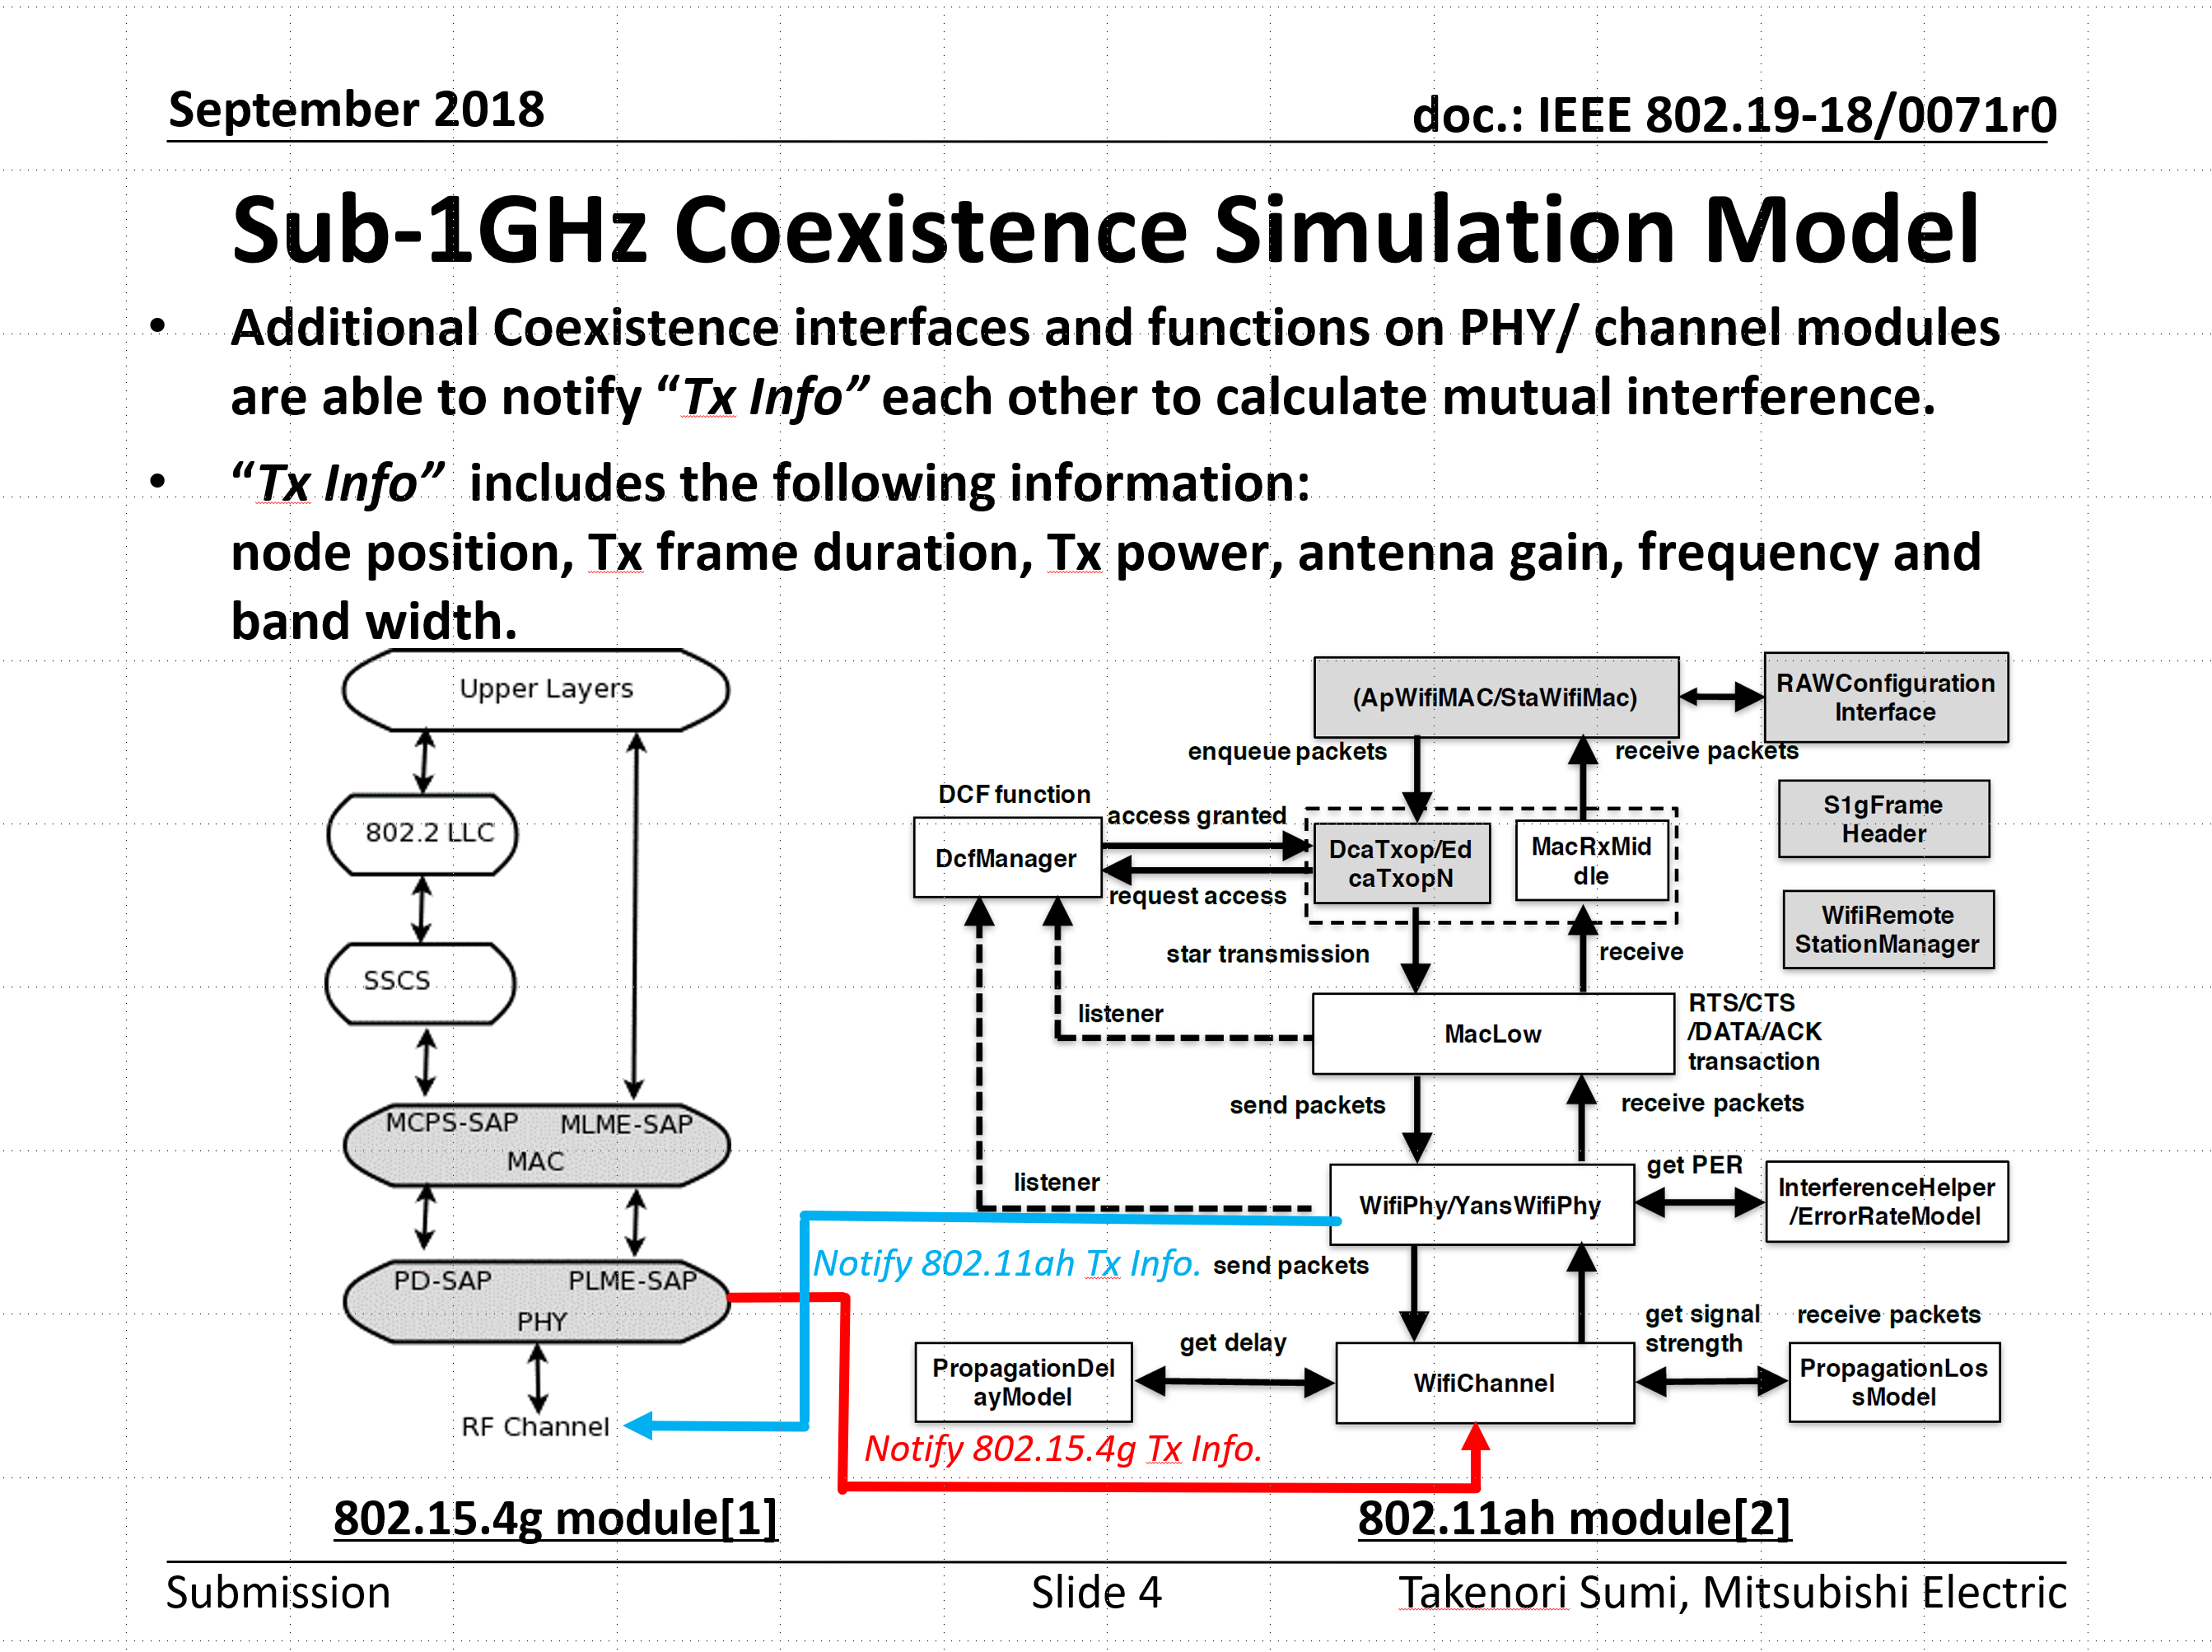 September 2018
doc.: IEEE 802.19-18/0071r0
Sub-1GHz Coexistence Simulation Model
• Additional Coexistence interfaces and functions on PHY/ channel modules
are able to notify “Tx Info” each other to calculate mutual interference.
• “Tx Info”  includes the following information:
node position, Tx frame duration, Tx power, antenna gain, frequency and
band width.
Upper Layers
802.2 LLC
SSCS
MCPS-SAP MLME-SAP
MAC
PD-SAP PLME-SAP
PHY
RF Channel
802.15.4g module[1]
(ApWifiMAC/StaWifiMac)
RAWConfiguration
Interface
enqueue packets
receive packets
DCF function
access granted
DcfManager
request access
DcaTxop/Ed
caTxopN
MacRxMid
dle
S1gFrame
Header
WifiRemote
StationManager
star transmission
receive
listener
MacLow
RTS/CTS
/DATA/ACK
transaction
send packets
receive packets
listener
WifiPhy/YansWifiPhy
get PER
InterferenceHelper
/ErrorRateModel
Notify 802.11ah Tx Info.
send packets
get signal
strength
receive packets
get delay
PropagationDel
ayModel
WifiChannel
PropagationLos
sModel
Notify 802.15.4g Tx Info.
802.11ah module[2]
Submission
Slide 4
Takenori Sumi, Mitsubishi Electric